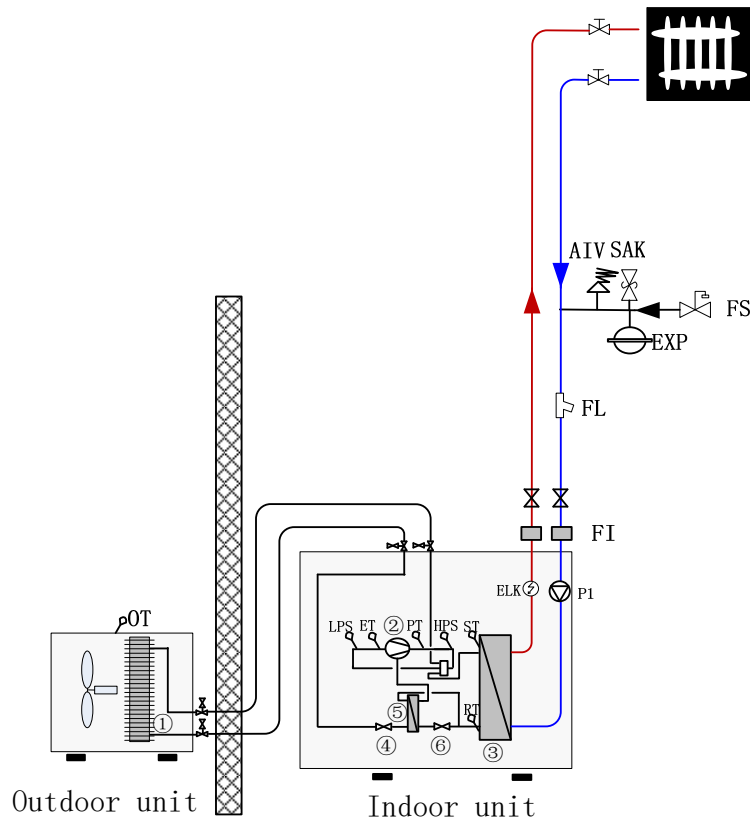 AIV SAK
FS
EXP
FL
FI
ELK
P1
OT
LPS ET ② PT HPS ST
⑤ RT
①
④ ⑥ ③
Outdoor unit
Indoor unit